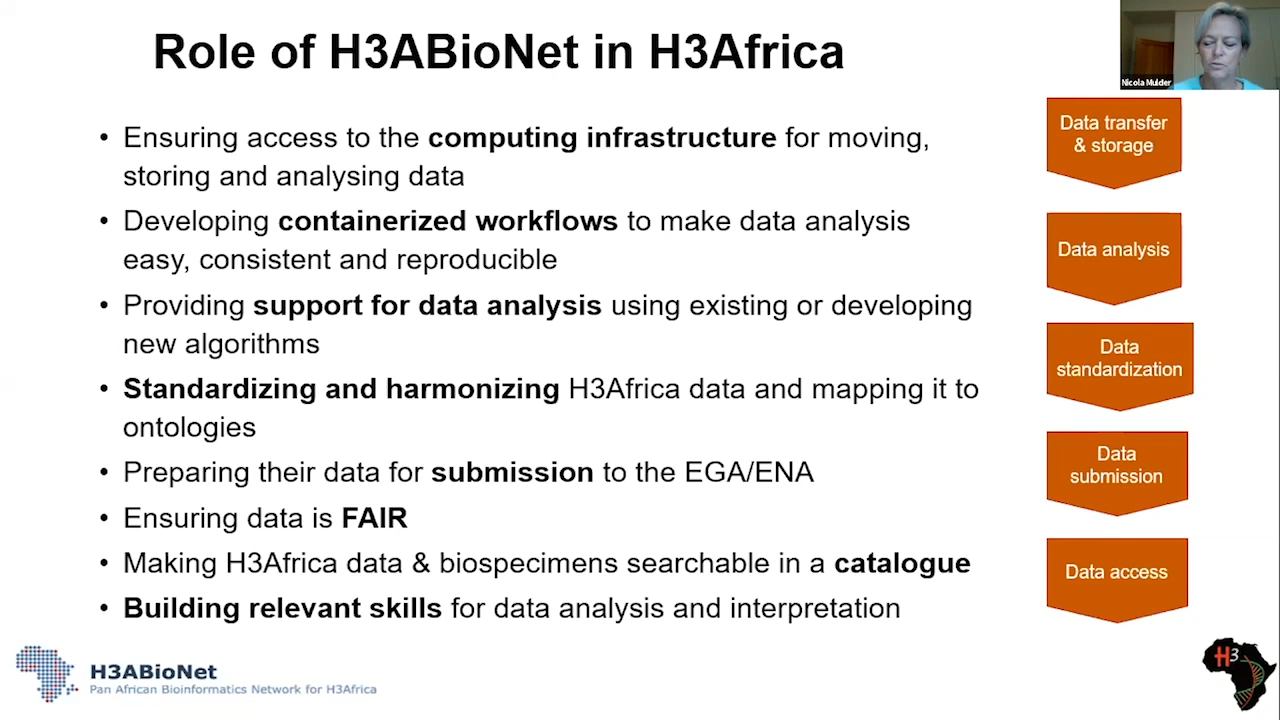 Role of H3ABioNet in H3Africa
Nicola Mulder
• Ensuring access to the computing infrastructure for moving,
storing and analysing data
• Developing containerized workflows to make data analysis
easy, consistent and reproducible
• Providing support for data analysis using existing or developing
new algorithms
• Standardizing and harmonizing H3Africa data and mapping it to
ontologies
• Preparing their data for submission to the EGA/ENA
• Ensuring data is FAIR
• Making H3Africa data & biospecimens searchable in a catalogue
• Building relevant skills for data analysis and interpretation
Data transfer
& storage
Data analysis
Data
standardization
Data
submission
Data access
H3ABioNet
Pan African Bioinformatics Network for H3Africa
H3